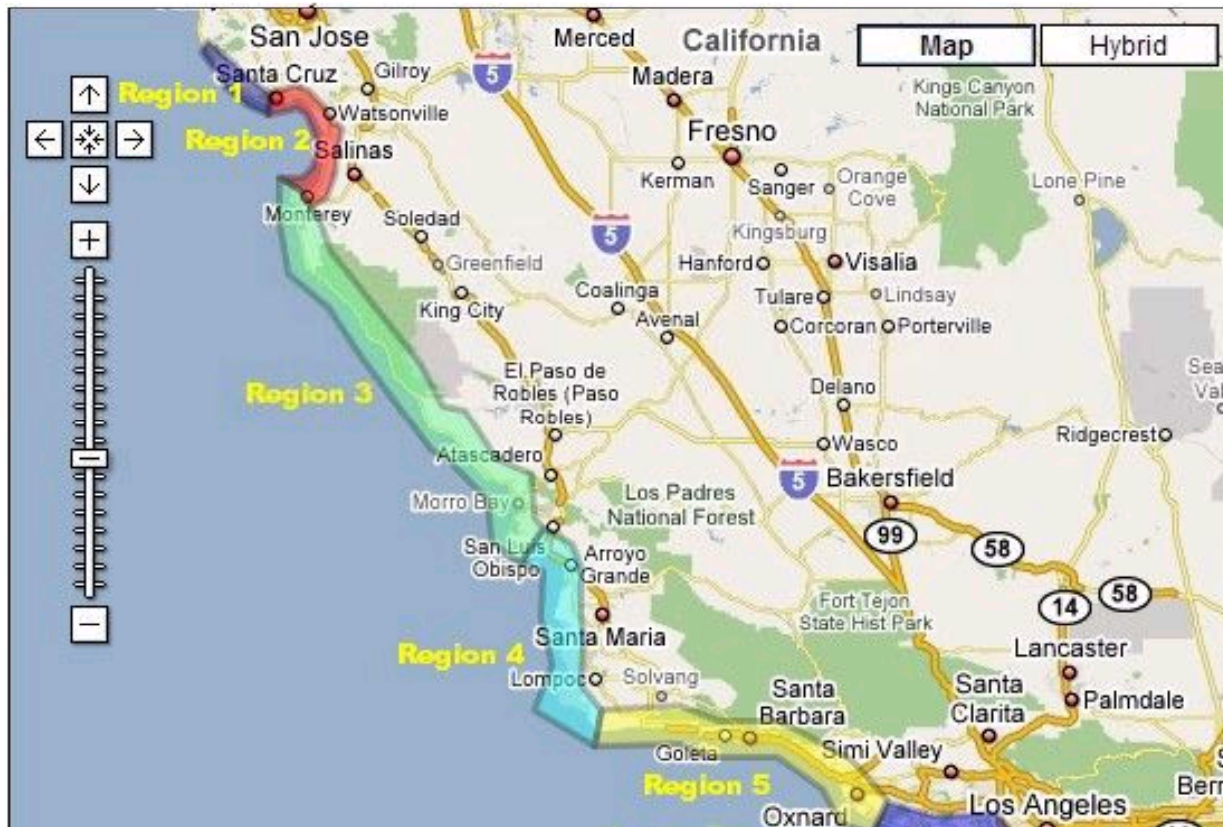 San Jose
Merced
California
Map
Hybrid
5
Gilroy
Santa Cruz
Region 1
Madera
Kings Canyon
National Park
Watsonville
Region 2
Fresno
Salinas
Kerman
Sanger
Orange
Cove
Lone Pine
Monterey
Soledad
5
Kingsburg
Greenfield
Hanford
Visalia
King City
Coalinga
Tulare
Lindsay
Avenal
Corcoran
Porterville
El Paso de
Robles (Paso
Robles)
Region 3
Delano
Wasco
Ridgecrest
Atascadero
5
Bakersfield
Morro Bay
Los Padres
National Forest
99
58
San Luis
Obispo
Arroyo
Grande
58
14
Fort Tejon
State Hist Park
Santa Maria
Region 4
Lancaster
Lompoc
Solvang
Santa
Barbara
Santa
Clarita
Palmdale
Goleta
Simi Valley
Region 5
Oxnard
Los Angeles